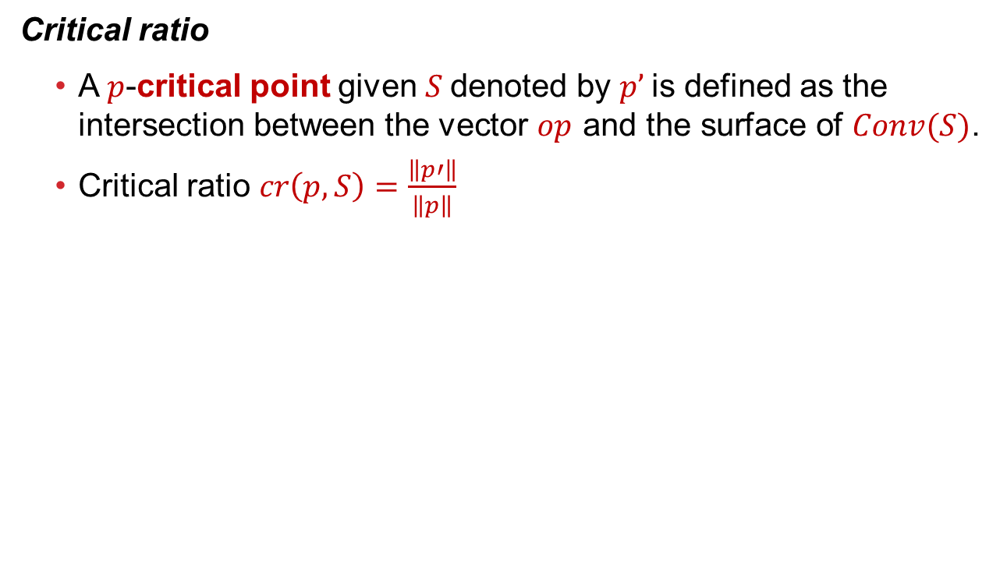 Critical ratio
• A p-critical point given S denoted by p’ is defined as the
intersection between the vector op and the surface of Conv(S).
• Critical ratio cr(p, S) = ‖p′‖ / ‖p‖